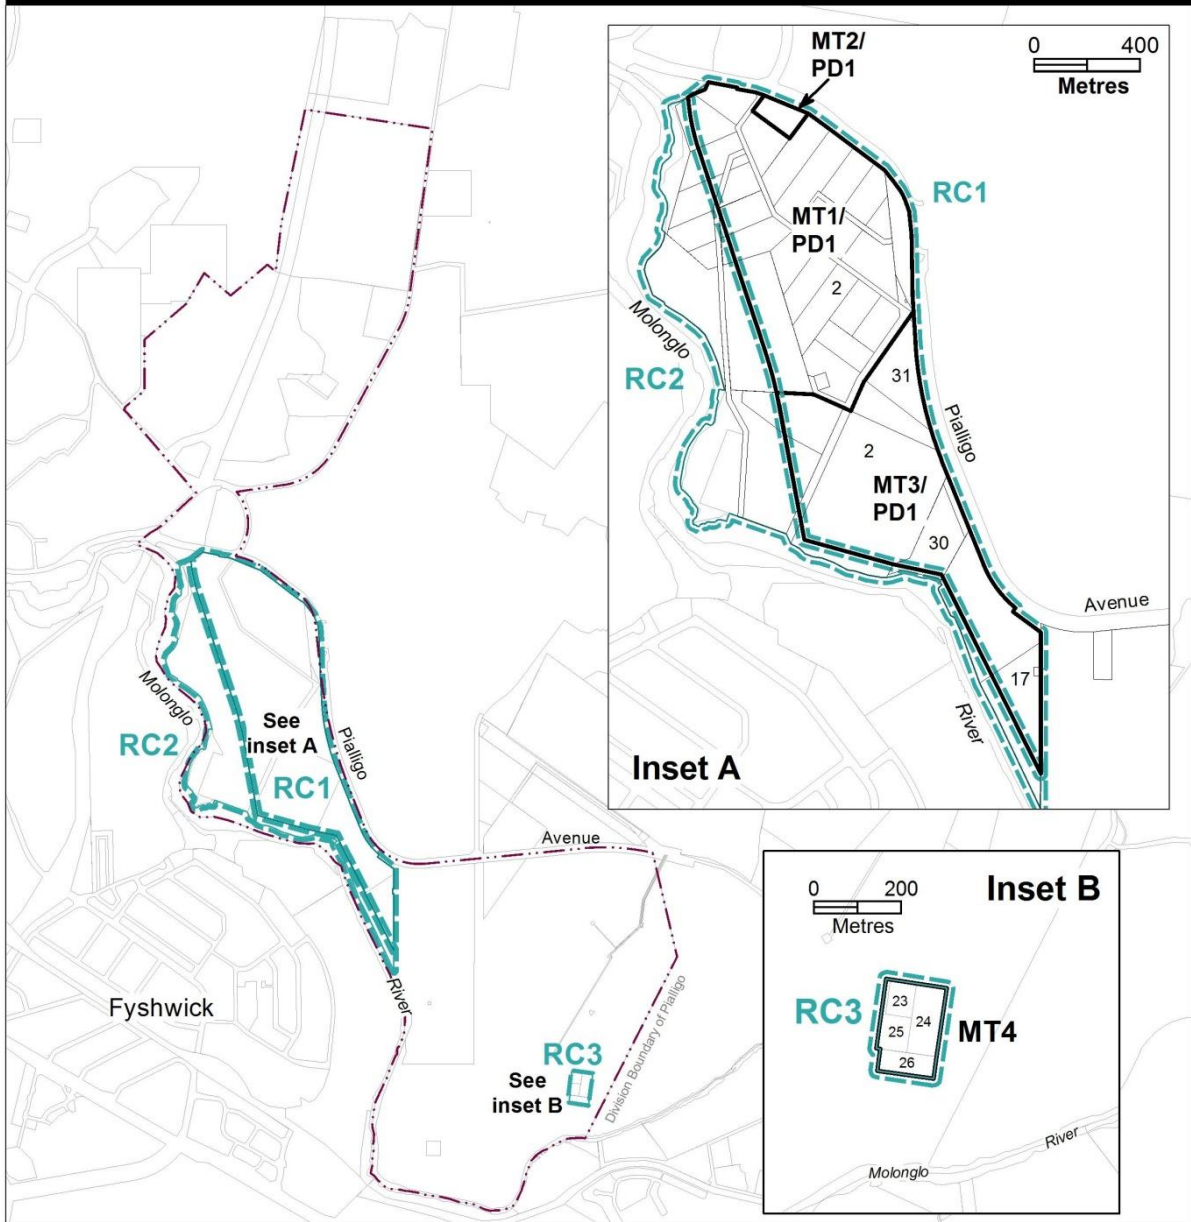 Molonglo
RC2
See
inset A
RC1
Pialligo
Avenue
River
Fyshwick
RC3
See
inset B
Division Boundary of Pialligo
MT2/
PD1
0 400
Metres
RC1
MT1/
PD1
2
Molonglo
RC2
31
Pialligo
2
MT3/
PD1
30
Avenue
17
River
Inset A
0 200
Metres
Inset B
RC3
23
24
25
26
MT4
River
Molonglo